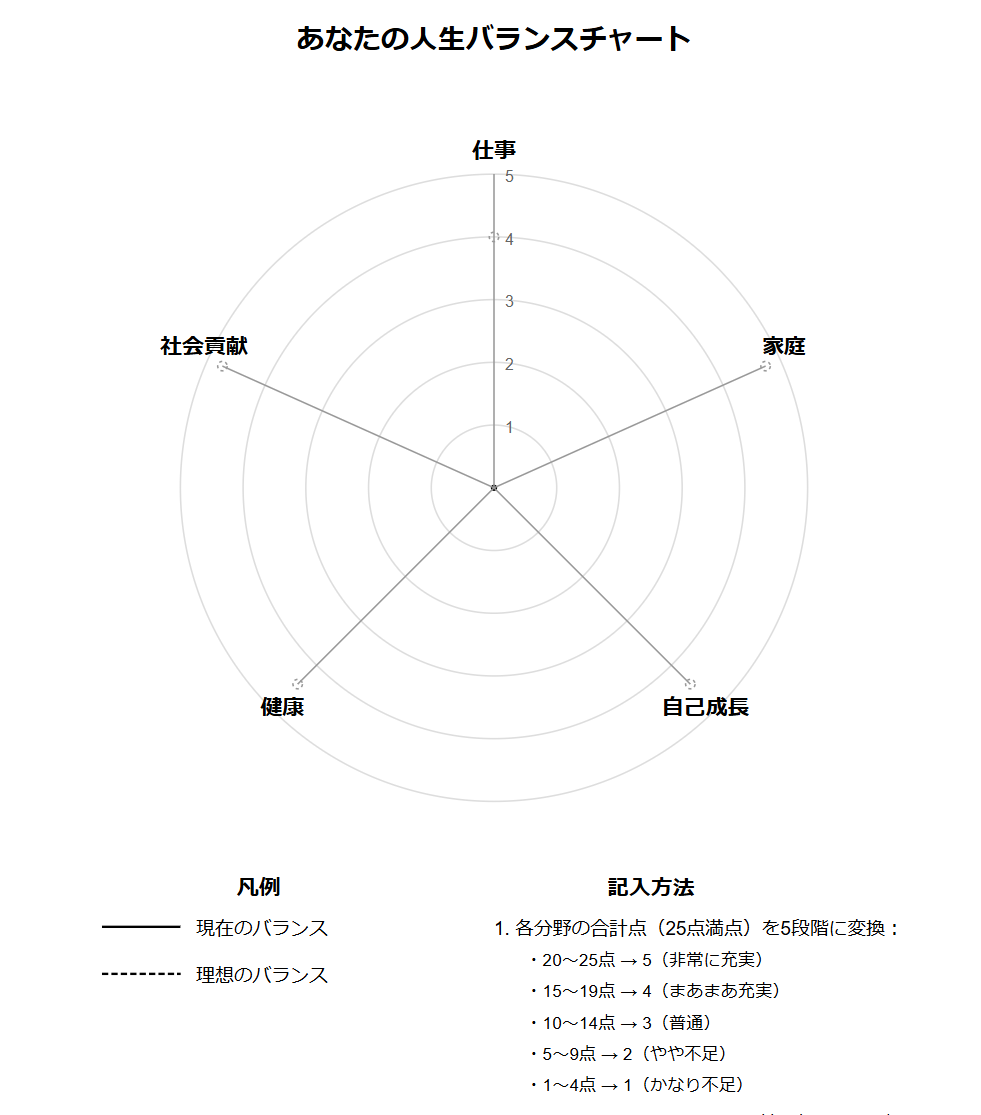 あなたの人生バランスチャート
仕事
5
4
社会貢献
家庭
3
2
1
健康
自己成長
凡例
現在のバランス
理想のバランス
記入方法
1. 各分野の合計点（25点満点）を5段階に変換：
・20～25点 → 5（非常に充実）
・15～19点 → 4（まあまあ充実）
・10～14点 → 3（普通）
・5～9点 → 2（やや不足）
・1～4点 → 1（かなり不足）